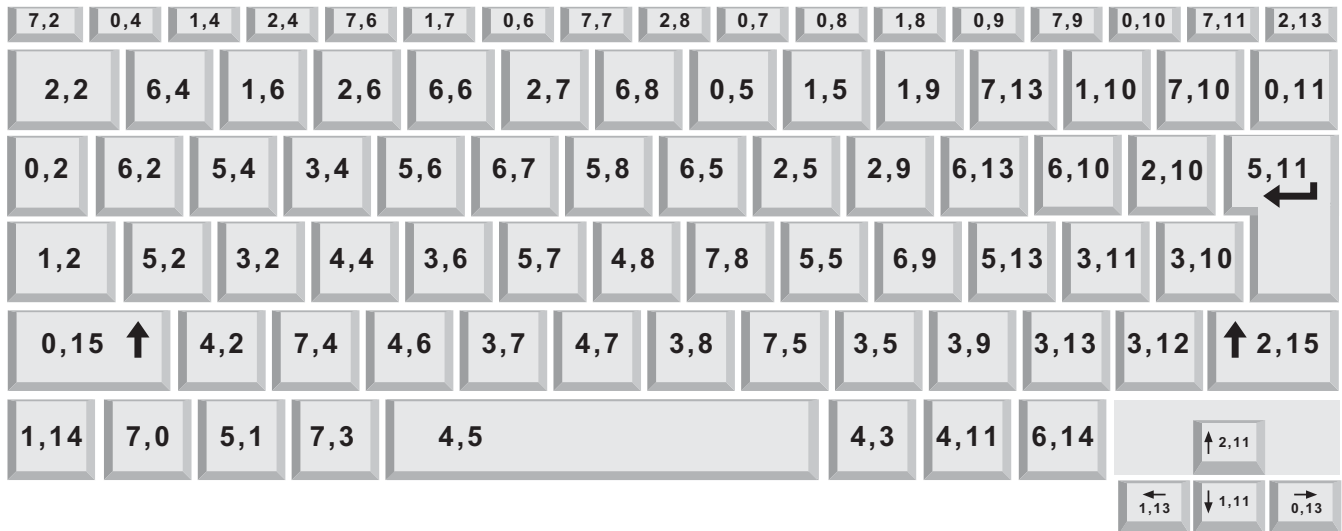 7,2 0,4 1,4 2,4 7,6 1,7 0,6 7,7 2,8 0,7 0,8 1,8 0,9 7,9 0,10 7,11 2,13
2,2 6,4 1,6 2,6 6,6 2,7 6,8 0,5 1,5 1,9 7,13 1,10 7,10 0,11
0,2 6,2 5,4 3,4 5,6 6,7 5,8 6,5 2,5 2,9 6,13 6,10 2,10 5,11
1,2 5,2 3,2 4,4 3,6 5,7 4,8 7,8 5,5 6,9 5,13 3,11 3,10
0,15 4,2 7,4 4,6 3,7 4,7 3,8 7,5 3,5 3,9 3,13 3,12 2,15
1,14 7,0 5,1 7,3 4,5 4,3 4,11 6,14 2,11
1,13 1,11 0,13